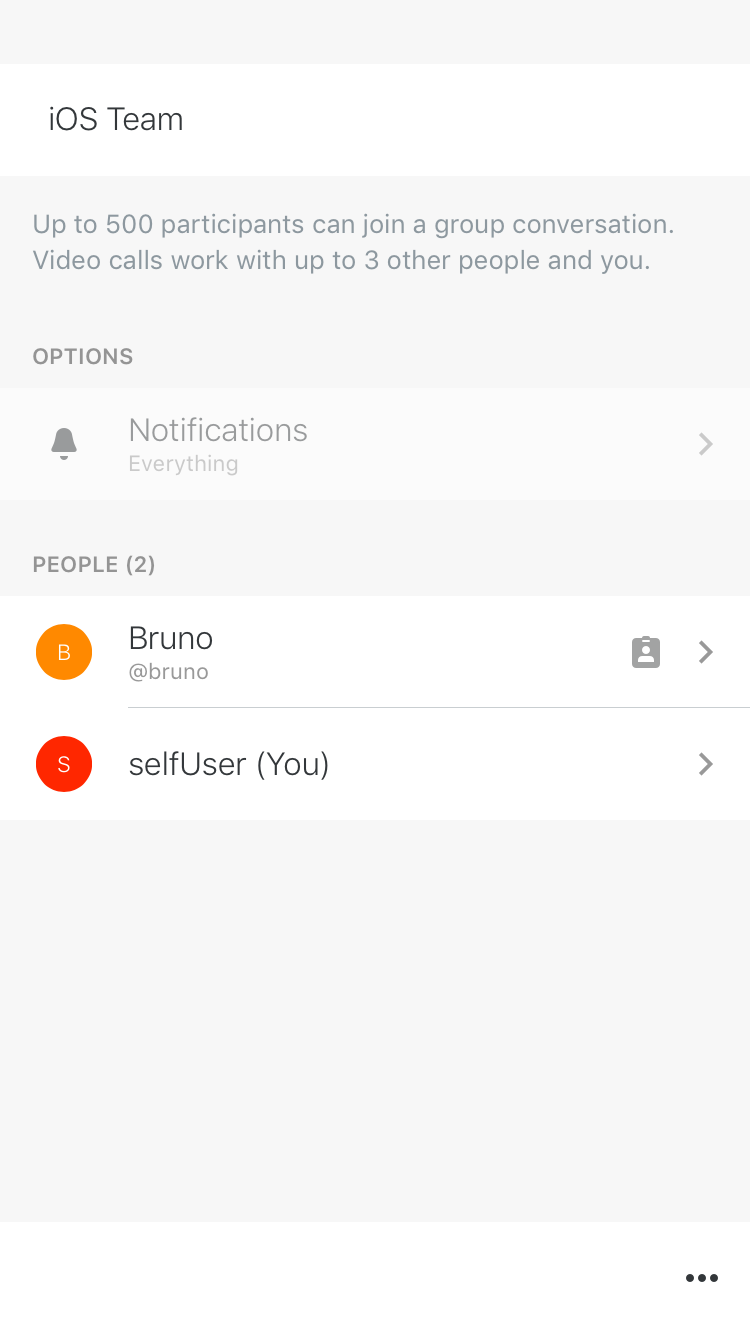 iOS Team
Up to 500 participants can join a group conversation.
Video calls work with up to 3 other people and you.
OPTIONS
Notifications
Everything
PEOPLE (2)
B
Bruno
@bruno
S
selfUser (You)